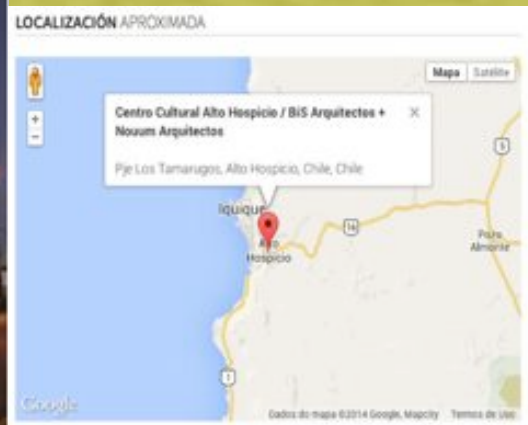 LOCALIZACIÓN APROXIMADA
Mapa Satélite
Centro Cultural Alto Hospicio / BiS Arquitectos +
Nouum Arquitectos
Pje Los Tamarugos, Alto Hospicio, Chile, Chile
5
Iquique
16
Pozo
Almonte
Alto
Hospicio
1
Google
Dados do mapa ©2014 Google, Mapcity Termos de Uso